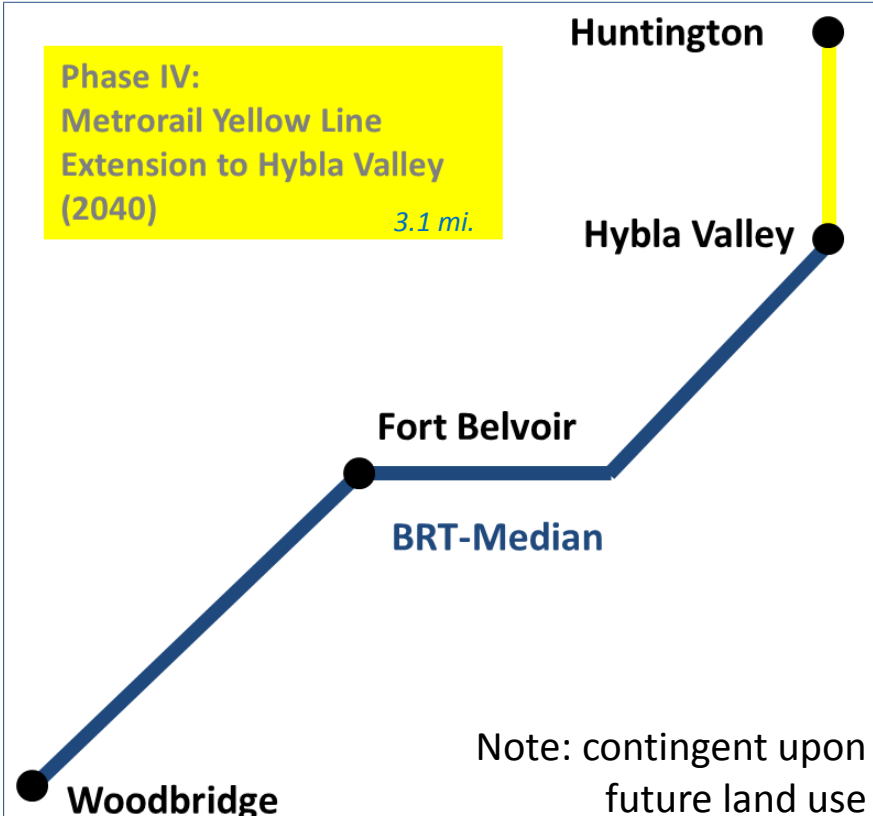 Huntington
Phase IV:
Metrorail Yellow Line
Extension to Hybla Valley
(2040)
3.1 mi.
Hybla Valley
Fort Belvoir
BRT-Median
Note: contingent upon
future land use
Woodbridge